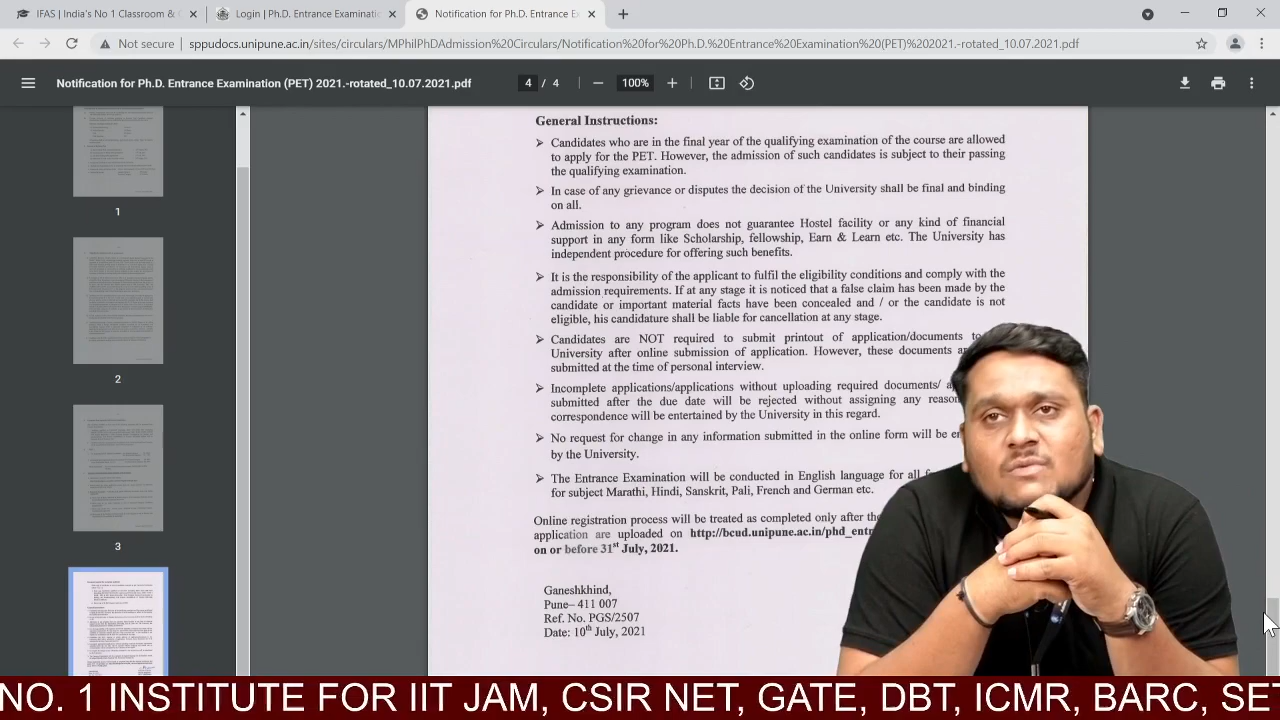 IFAS | India's No 1 Classroom &
Login | Ph.D. Entrance Examinatio
Notification for Ph.D. Entrance E
Not secure | sppudocs.unipune.ac.in/sites/circulars/MPhilPhDAdmission%20Circulars/Notification%20for%20Ph.D.%20Entrance%20Examination%20(PET)%202021.-rotated_10.07.2021.pdf
Notification for Ph.D. Entrance Examination (PET) 2021.-rotated_10.07.2021.pdf
4 / 4
100%
1
2
3
General Instructions:
Candidates who are in the final year of the qualifying examination of the course are allowed
to apply for the PET. However, the admission of such candidates is subject to their passing
the qualifying examination.
In case of any grievance or disputes the decision of the University shall be final and binding
on all.
Admission to any program does not guarantee Hostel facility or any kind of financial
support in any form like Scholarship, fellowship, Earn & Learn etc. The University has
independent procedure for offering such benefits.
It is the responsibility of the applicant to fulfil the eligibility conditions and comply with the
admission requirements. If at any stage it is noticed that a false claim has been made by the
candidate or important material facts have been concealed and / or the candidate is not
eligible, his candidature shall be liable for cancellation at any stage.
Candidates are NOT required to submit printout of application/documents to
University after online submission of application. However, these documents
submitted at the time of personal interview.
Incomplete applications/applications without uploading required documents/
submitted after the due date will be rejected without assigning any reason
correspondence will be entertained by the University in this regard.
No request for change in any information submitted in the online form will be
by the University.
The Entrance Examination will be conducted in English language for all
for subject Marathi, Hindi, Sanskrit, Pali, French and German etc.
Online registration process will be treated as completed only after the
application are uploaded on http://bcud.unipune.ac.in/phd_entr
on or before 31st July, 2021.
Ganeshkhind,
Pune– 411 007
Ref. No. PGS/2507
Date: 10th July, 2021
NO. 1 INSTITUTE FOR IIT JAM, CSIR NET, GATE, DBT, ICMR, BARC, SE